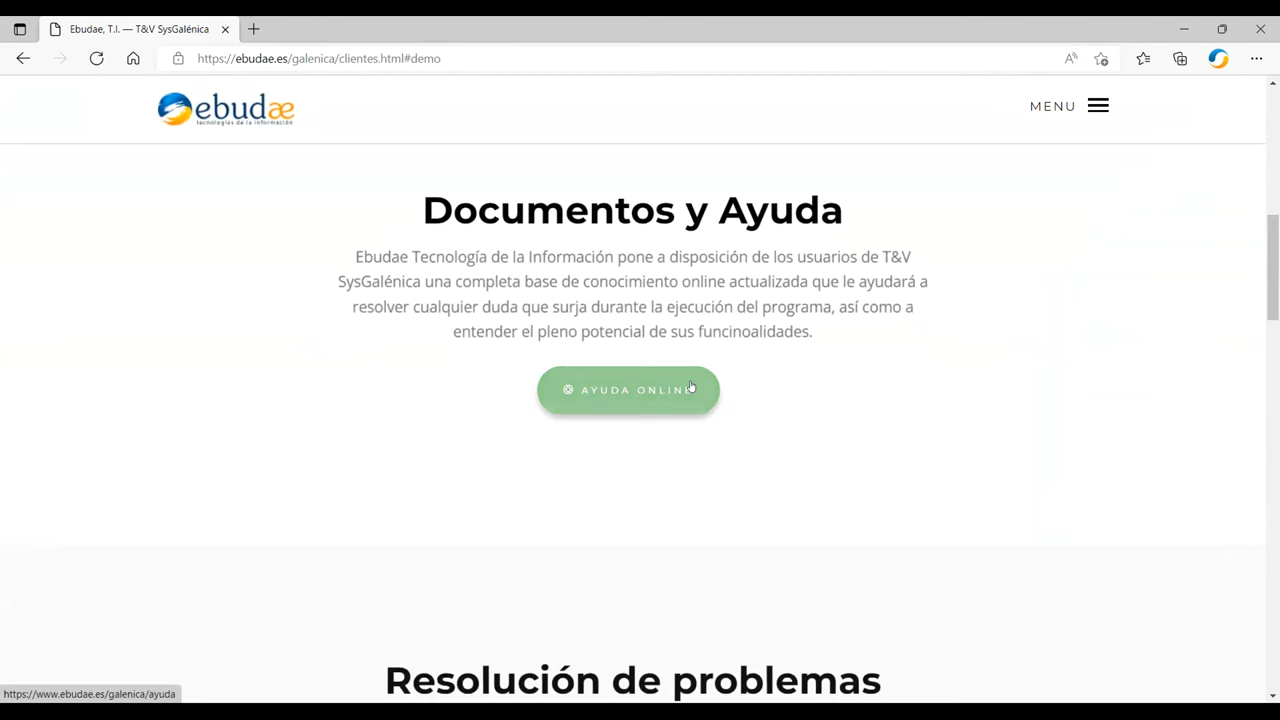 Ebudae, T.I. — T&V SysGalénica
https://ebudae.es/galenica/clientes.html#demo
ebudæ
tecnologías de la información
MENU
Documentos y Ayuda
Ebudae Tecnología de la Información pone a disposición de los usuarios de T&V
SysGalénica una completa base de conocimiento online actualizada que le ayudará a
resolver cualquier duda que surja durante la ejecución del programa, así como a
entender el pleno potencial de sus funcinoalidades.
AYUDA ONLINE
Resolución de problemas
https://www.ebudae.es/galenica/ayuda